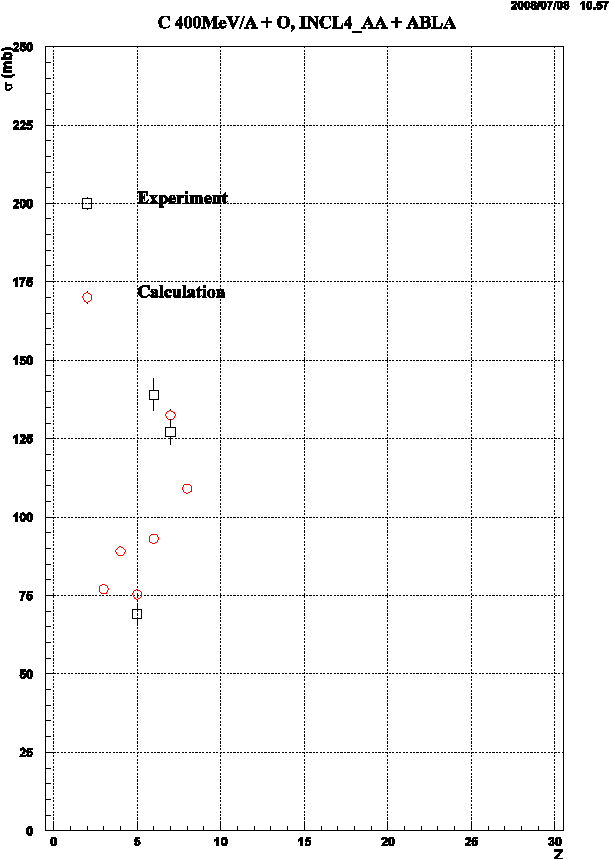 2008/07/08 10.57
C 400MeV/A + O, INCL4_AA + ABLA
σ (mb)
250
225
200
Experiment
175
Calculation
150
125
100
75
50
25
0
0 5 10 15 20 25 30
Z